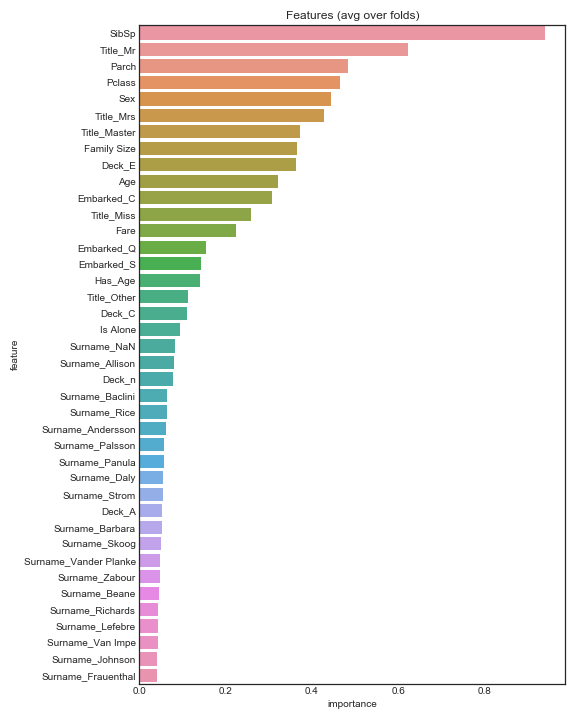 Features (avg over folds)
SibSp
Title_Mr
Parch
Pclass
Sex
Title_Mrs
Title_Master
Family Size
Deck_E
Age
Embarked_C
Title_Miss
Fare
Embarked_Q
Embarked_S
Has_Age
Title_Other
Deck_C
Is Alone
Surname_NaN
Surname_Allison
Deck_n
Surname_Baclini
Surname_Rice
Surname_Andersson
Surname_Palsson
Surname_Panula
Surname_Daly
Surname_Strom
Deck_A
Surname_Barbara
Surname_Skoog
Surname_Vander Planke
Surname_Zabour
Surname_Beane
Surname_Richards
Surname_Lefebre
Surname_Van Impe
Surname_Johnson
Surname_Frauenthal
feature
0.0 0.2 0.4 0.6 0.8
importance